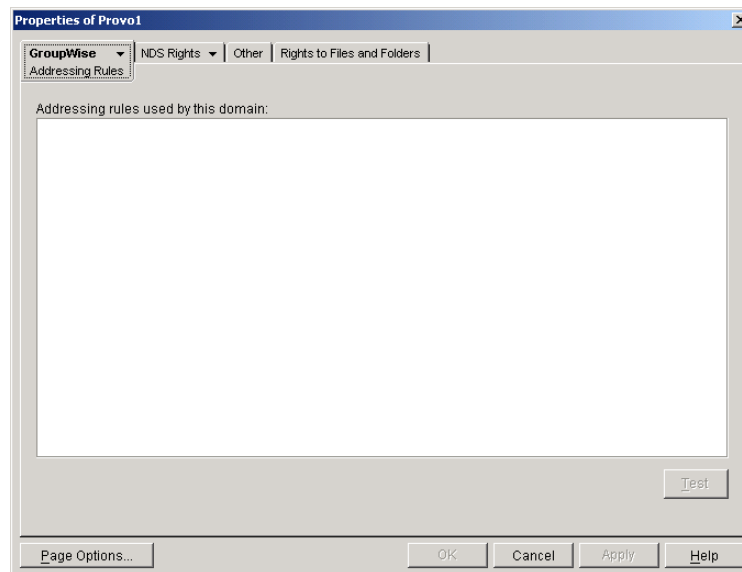 Properties of Provo1
GroupWise NDS Rights Other Rights to Files and Folders
Addressing Rules
Addressing rules used by this domain:
Test
Page Options... OK Cancel Apply Help